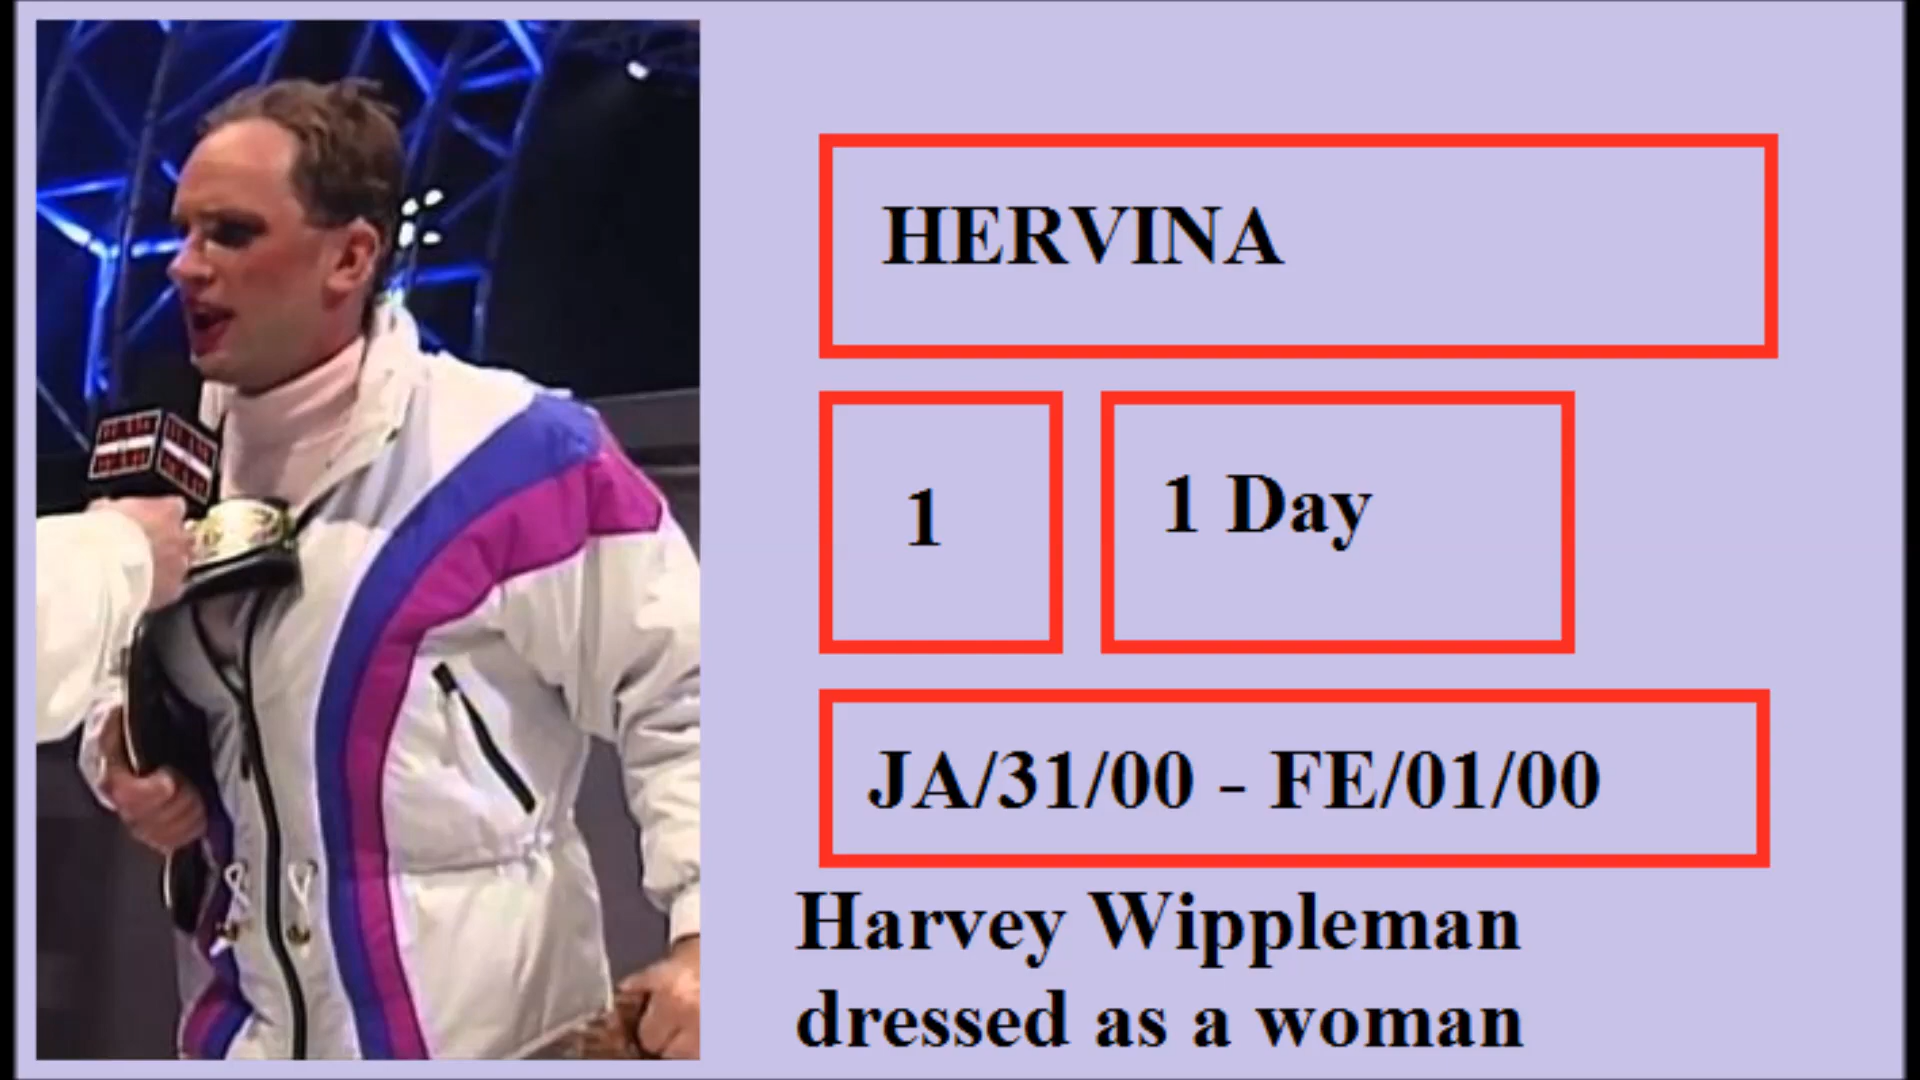 HERVINA
1
1 Day
JA/31/00 - FE/01/00
Harvey Wippleman
dressed as a woman